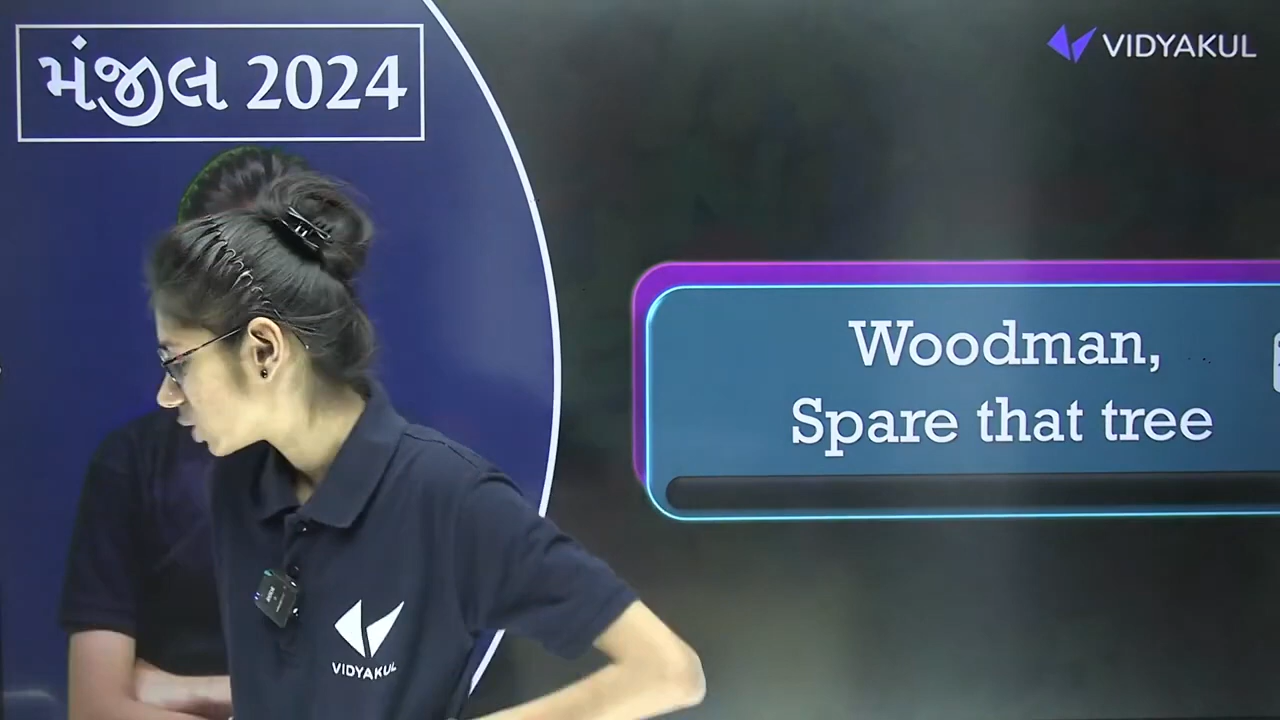 મંજીલ 2024
VIDYAKUL
Woodman,
Spare that tree
VIDYAKUL